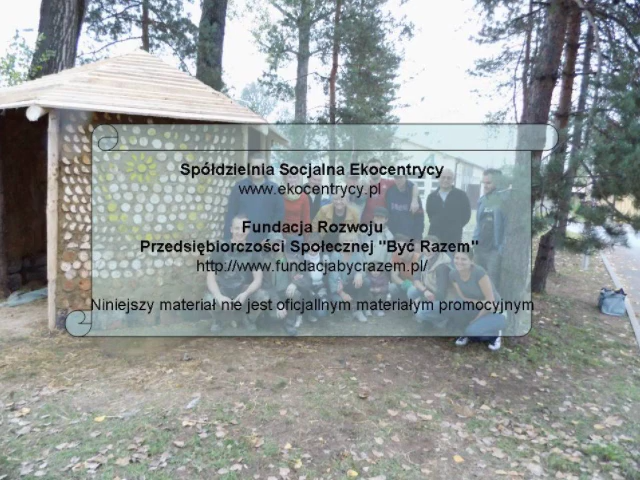 Spółdzielnia Socjalna Ekocentrycy
www.ekocentrycy.pl
Fundacja Rozwoju
Przedsiębiorczości Społecznej "Być Razem"
http://www.fundacjabycrazem.pl/
Niniejszy materiał nie jest oficjallnym materiałym promocyjnym